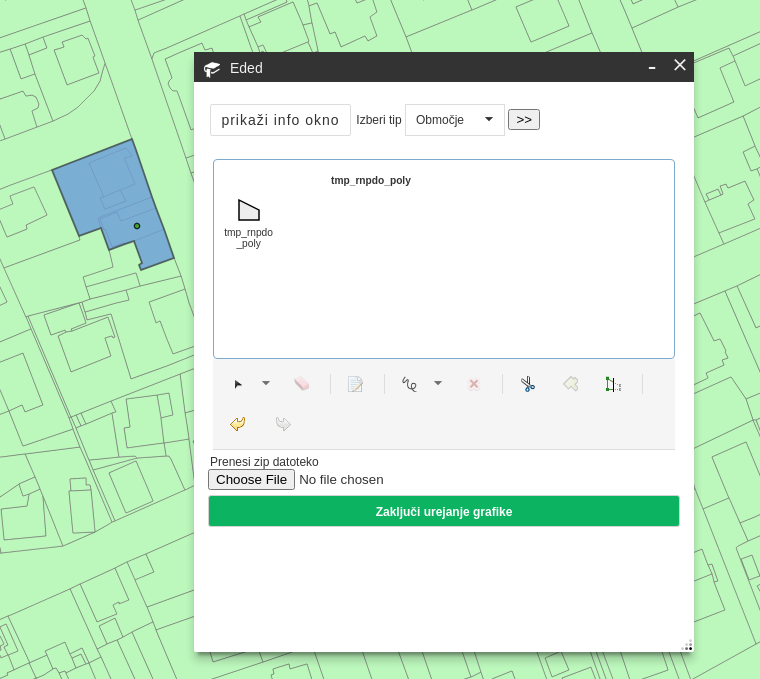 Eded
prikaži info okno Izberi tip Območje >>
tmp_rnpdo_poly
tmp_rnpdo
_poly
Prenesi zip datoteko
Choose File No file chosen
Zaključi urejanje grafike